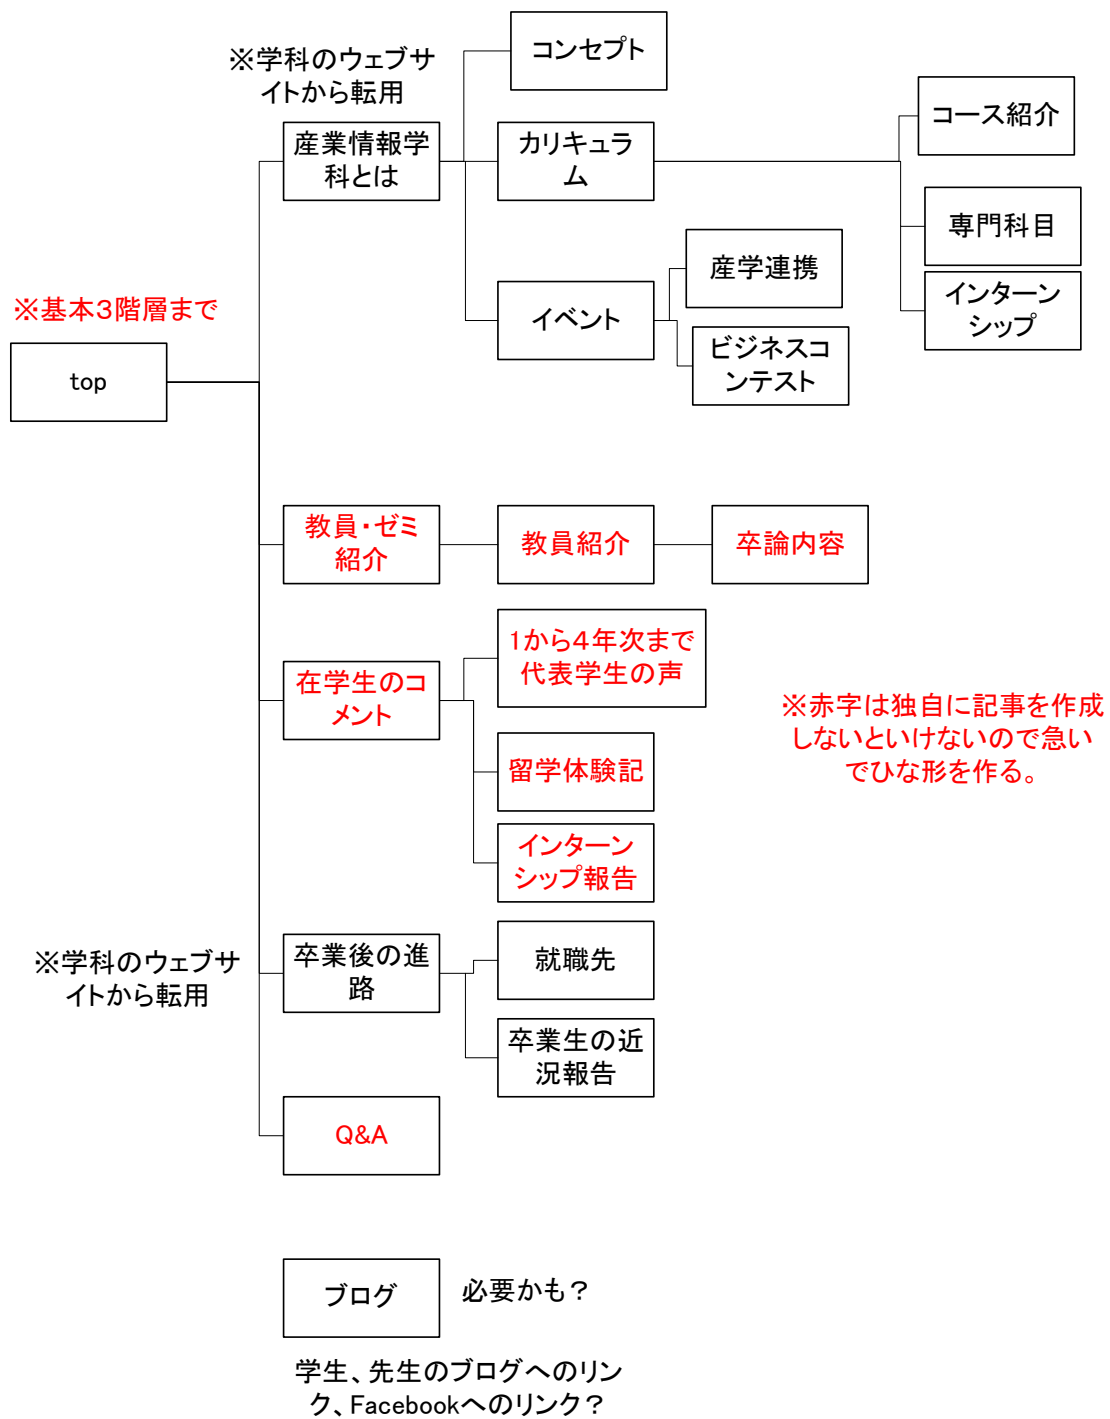 コンセプト
※学科のウェブサ
イトから転用
コース紹介
産業情報学
科とは
カリキュラ
ム
専門科目
産学連携
インターン
シップ
※基本３階層まで
イベント
ビジネスコ
ンテスト
top
教員・ゼミ
紹介
教員紹介
卒論内容
1から４年次まで
代表学生の声
在学生のコ
メント
※赤字は独自に記事を作成
しないといけないので急い
でひな形を作る。
留学体験記
インターン
シップ報告
卒業後の進
路
就職先
※学科のウェブサ
イトから転用
卒業生の近
況報告
Q&A
ブログ
必要かも？
学生、先生のブログへのリン
ク、Facebookへのリンク？